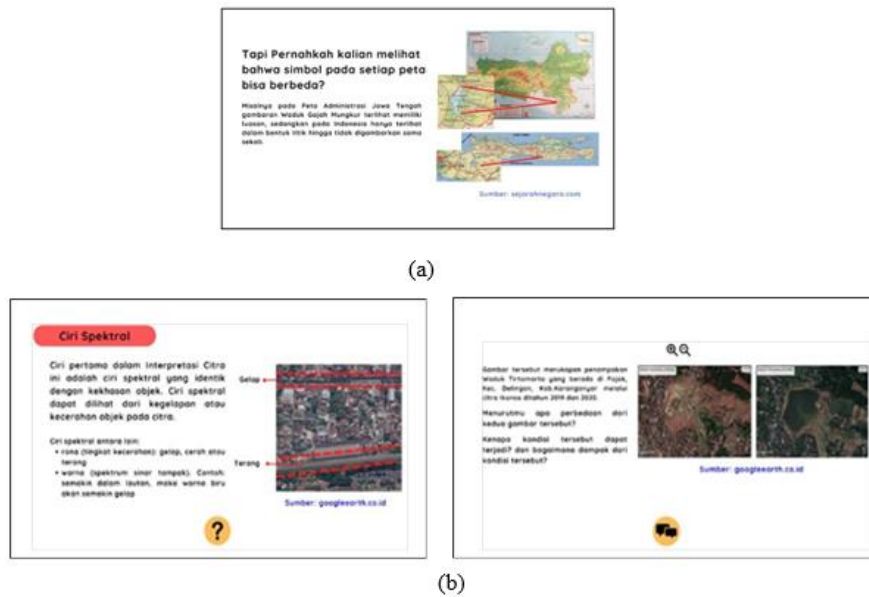 Tapi Pernahkah kalian melihat
bahwa simbol pada setiap peta
bisa berbeda?
Misalnya pada Peta Administrasi Jawa Tengah
gambaran Waduk Gajah Mungkur terlihat memiliki
luasan, sedangkan pada Indonesia hanya terlihat
dalam bentuk titik hingga tidak digambarkan sama
sekali.
Sumber: sejarahnegara.com
(a)
Ciri Spektral
Ciri pertama dalam Interpretasi Citra
ini adalah ciri spektral yang identik
dengan kekhasan objek. Ciri spektral
dapat dilihat dari kegelapan atau
kecerahan objek pada citra.
Ciri spektral antara lain:
• rona (tingkat kecerahan): gelap, cerah atau
terang
• warna (spektrum sinar tampak). Contoh:
semakin dalam lautan, maka warna biru
akan semakin gelap
Gelap
Terang
Sumber: googleearth.co.id
?
Gambar tersebut merupakan penampakan
Waduk Tirtomarto yang berada di
Kec. Kab.Karanganyar melalui
citra Ikonos ditahun 2019 dan 2020.
Menurutmu apa perbedaan dari
kedua gambar tersebut?
Kenapa kondisi tersebut dapat
terjadi? dan bagaimana dampak dari
kondisi tersebut?
Sumber: googleearth.co.id
(b)